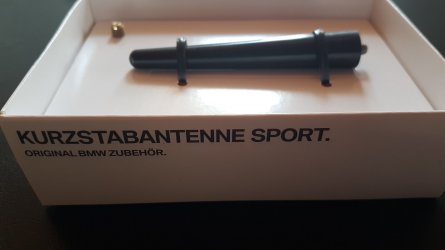 KURZSTABANTENNE SPORT.
ORIGINAL BMW ZUBEHÖR.